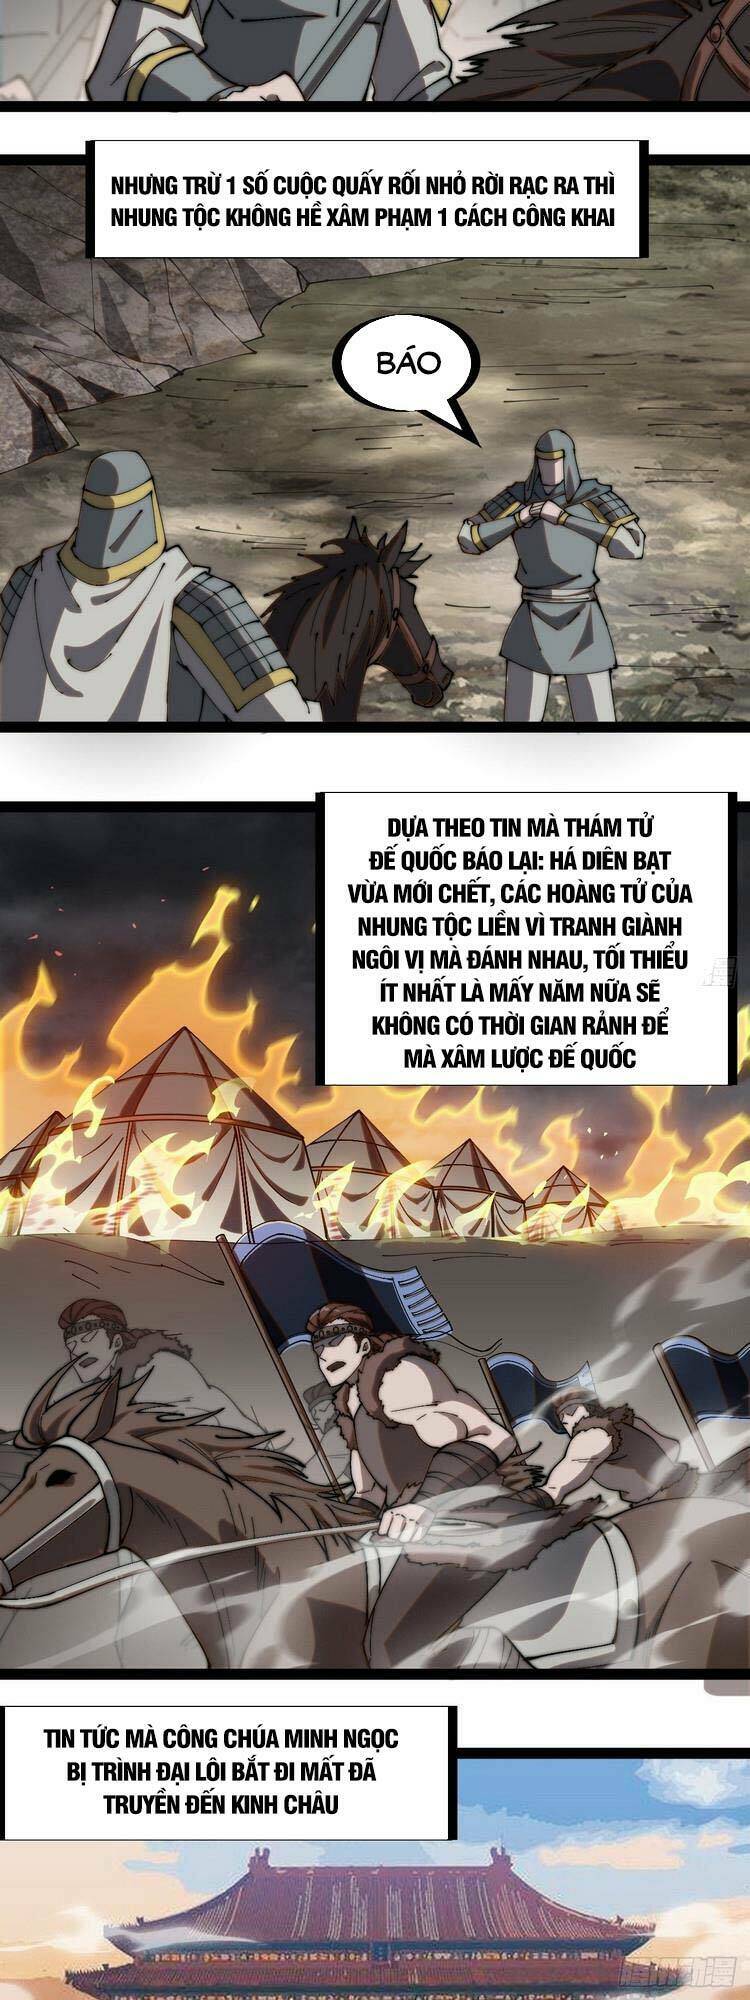 NHƯNG TRỪ 1 SỐ CUỘC QUẤY RỐI NHỎ RỜI RẠC RA THÌ
NHUNG TỘC KHÔNG HỀ XÂM PHẠM 1 CÁCH CÔNG KHAI
BÁO
DỰA THEO TIN MÀ THÁM TỬ
ĐẾ QUỐC BÁO LẠI: HÁ DIÊN BẠT
VỪA MỚI CHẾT, CÁC HOÀNG TỬ CỦA
NHUNG TỘC LIỀN VÌ TRANH GIÀNH
NGÔI VỊ MÀ ĐÁNH NHAU, TỐI THIỂU
ÍT NHẤT LÀ MẤY NĂM NỮA SẼ
KHÔNG CÓ THỜI GIAN RẢNH ĐỂ
MÀ XÂM LƯỢC ĐẾ QUỐC
TIN TỨC MÀ CÔNG CHÚA MINH NGỌC
BỊ TRÌNH ĐẠI LÔI BẮT ĐI MẤT ĐÃ
TRUYỀN ĐẾN KINH CHÂU